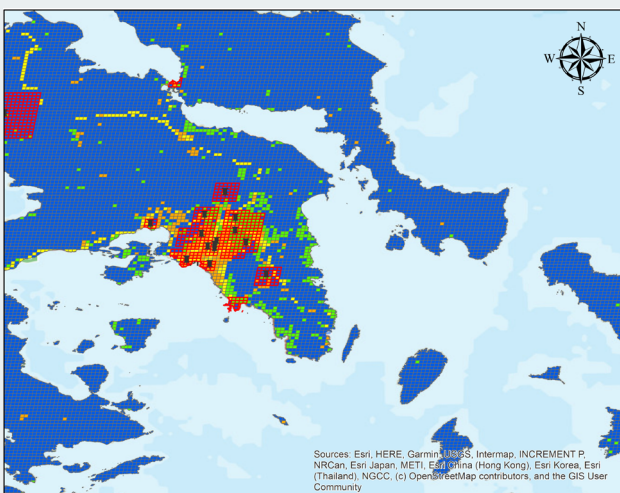 N
W E
S
Sources: Esri, HERE, Garmin, USGS, Intermap, INCREMENT P,
NRCan, Esri Japan, METI, Esri China (Hong Kong), Esri Korea, Esri
(Thailand), NGCC, (c) OpenStreetMap contributors, and the GIS User
Community